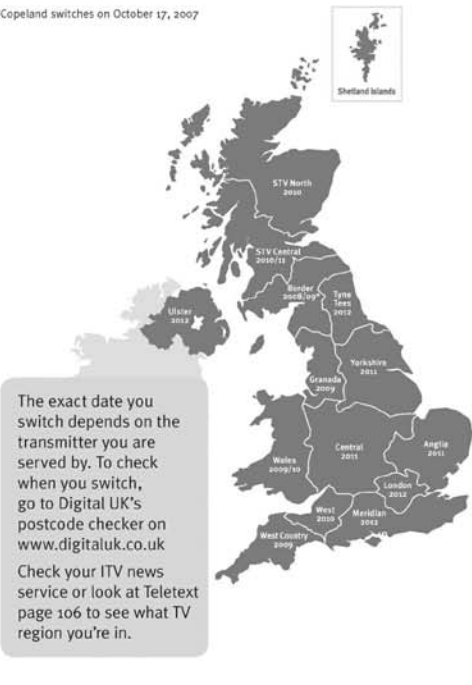 Copeland switches on October 17, 2007
Shetland Islands
STV North
2010
STV Central
2010/11
Border
2008/09*
Tyne
Tees
2012
Ulster
2012
Yorkshire
2011
Granada
2009
Wales
2009/10
Central
2011
Anglia
2011
London
2012
West
2010
Meridian
2012
West Country
2009
The exact date you
switch depends on the
transmitter you are
served by. To check
when you switch,
go to Digital UK's
postcode checker on
www.digitaluk.co.uk
Check your ITV news
service or look at Teletext
page 106 to see what TV
region you're in.